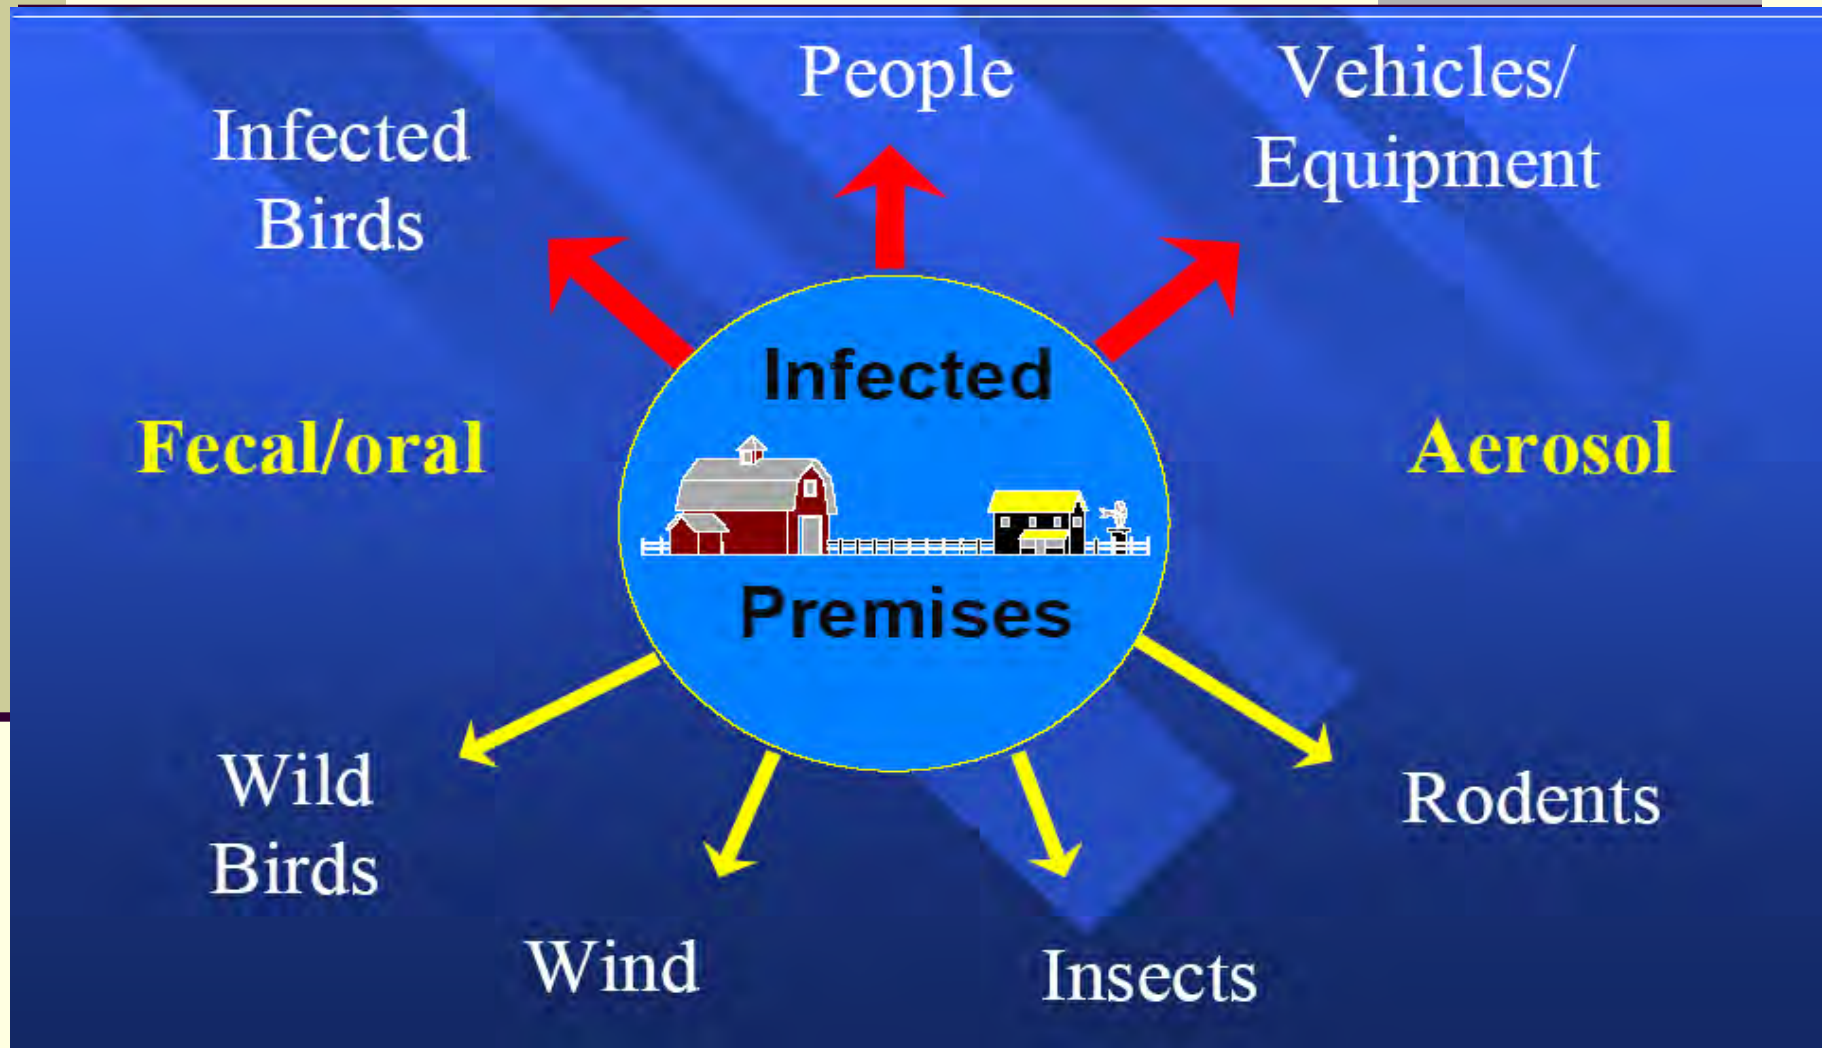 People
Vehicles/
Equipment
Infected
Birds
Infected
Premises
Fecal/oral
Aerosol
Wild
Birds
Wind
Insects
Rodents